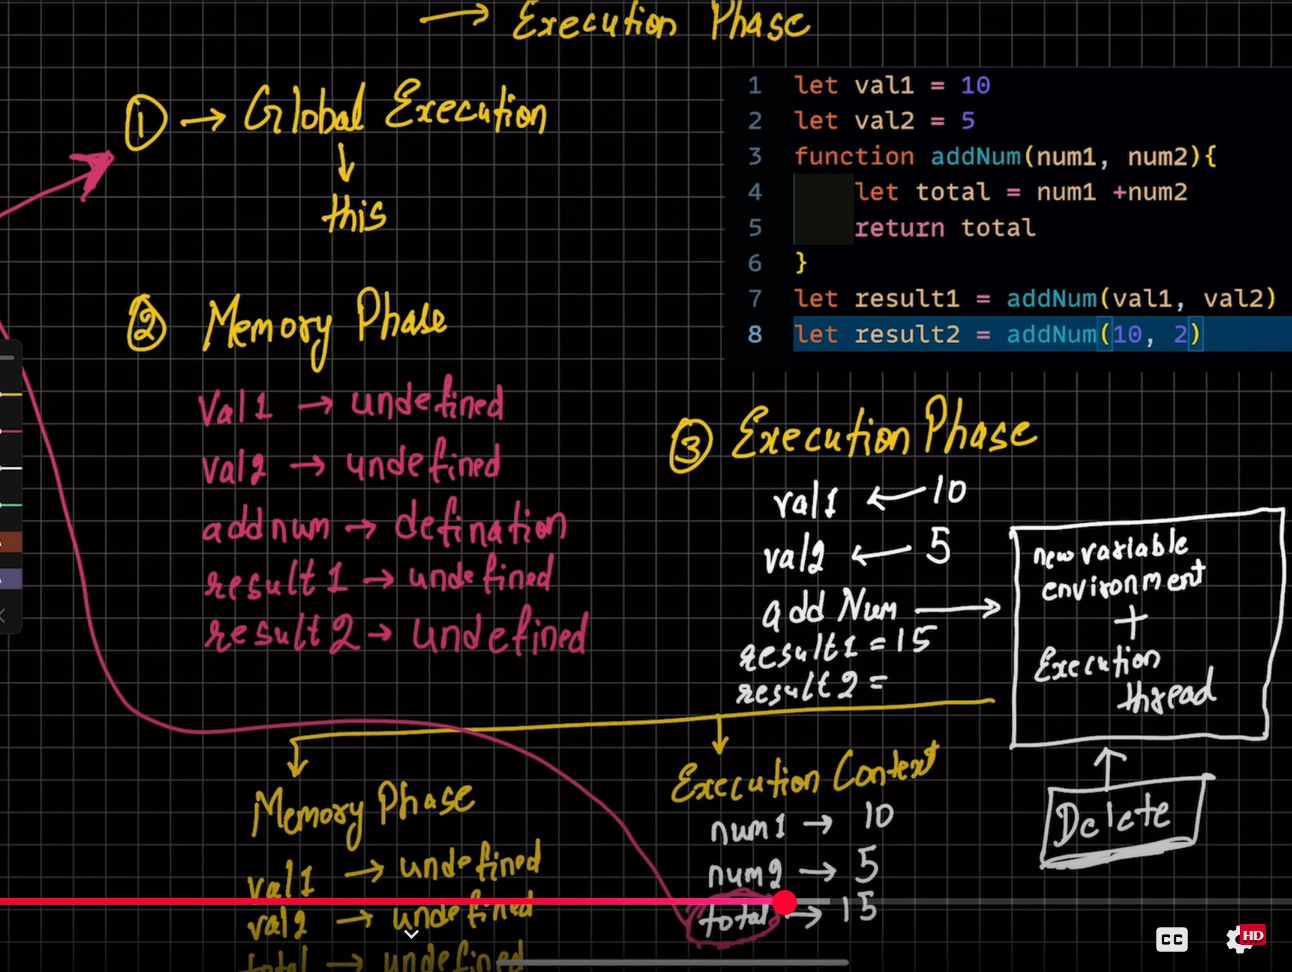 → Execution Phase
① → Global Execution
↓
this
② Memory Phase
Val1 → undefined
val2 → undefined
addnum → defination
result1 → undefined
result2 → undefined
1 let val1 = 10
2 let val2 = 5
3 function addNum(num1, num2){
4 let total = num1 +num2
5 return total
6 }
7 let result1 = addNum(val1, val2)
8 let result2 = addNum(10, 2)
③ Execution Phase
val1 ← 10
val2 ← 5
add Num →
result1 = 15
result2 =
new variable
environment
+
Execution
thread
Delete
Memory Phase
val1 → undefined
val2 → undefined
total → undefined
Execution Context
num1 → 10
num2 → 5
total → 15
CC
HD